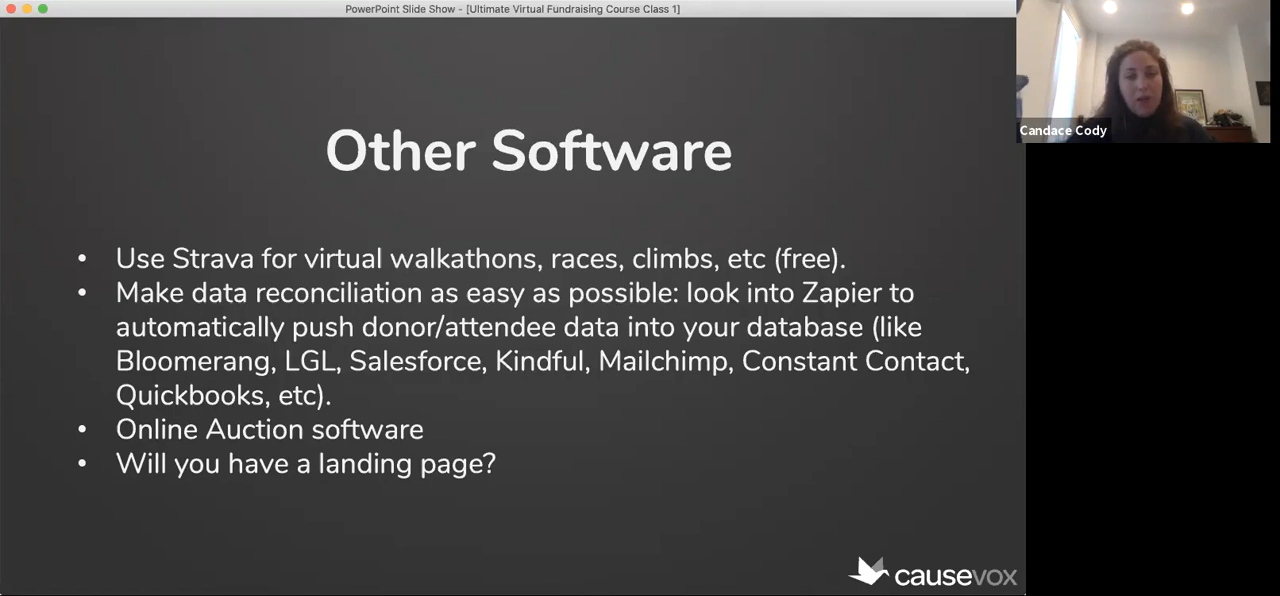 PowerPoint Slide Show - [Ultimate Virtual Fundraising Course Class 1]
Candace Cody
Other Software
• Use Strava for virtual walkathons, races, climbs, etc (free).
• Make data reconciliation as easy as possible: look into Zapier to
automatically push donor/attendee data into your database (like
Bloomerang, LGL, Salesforce, Kindful, Mailchimp, Constant Contact,
Quickbooks, etc).
• Online Auction software
• Will you have a landing page?
causevox